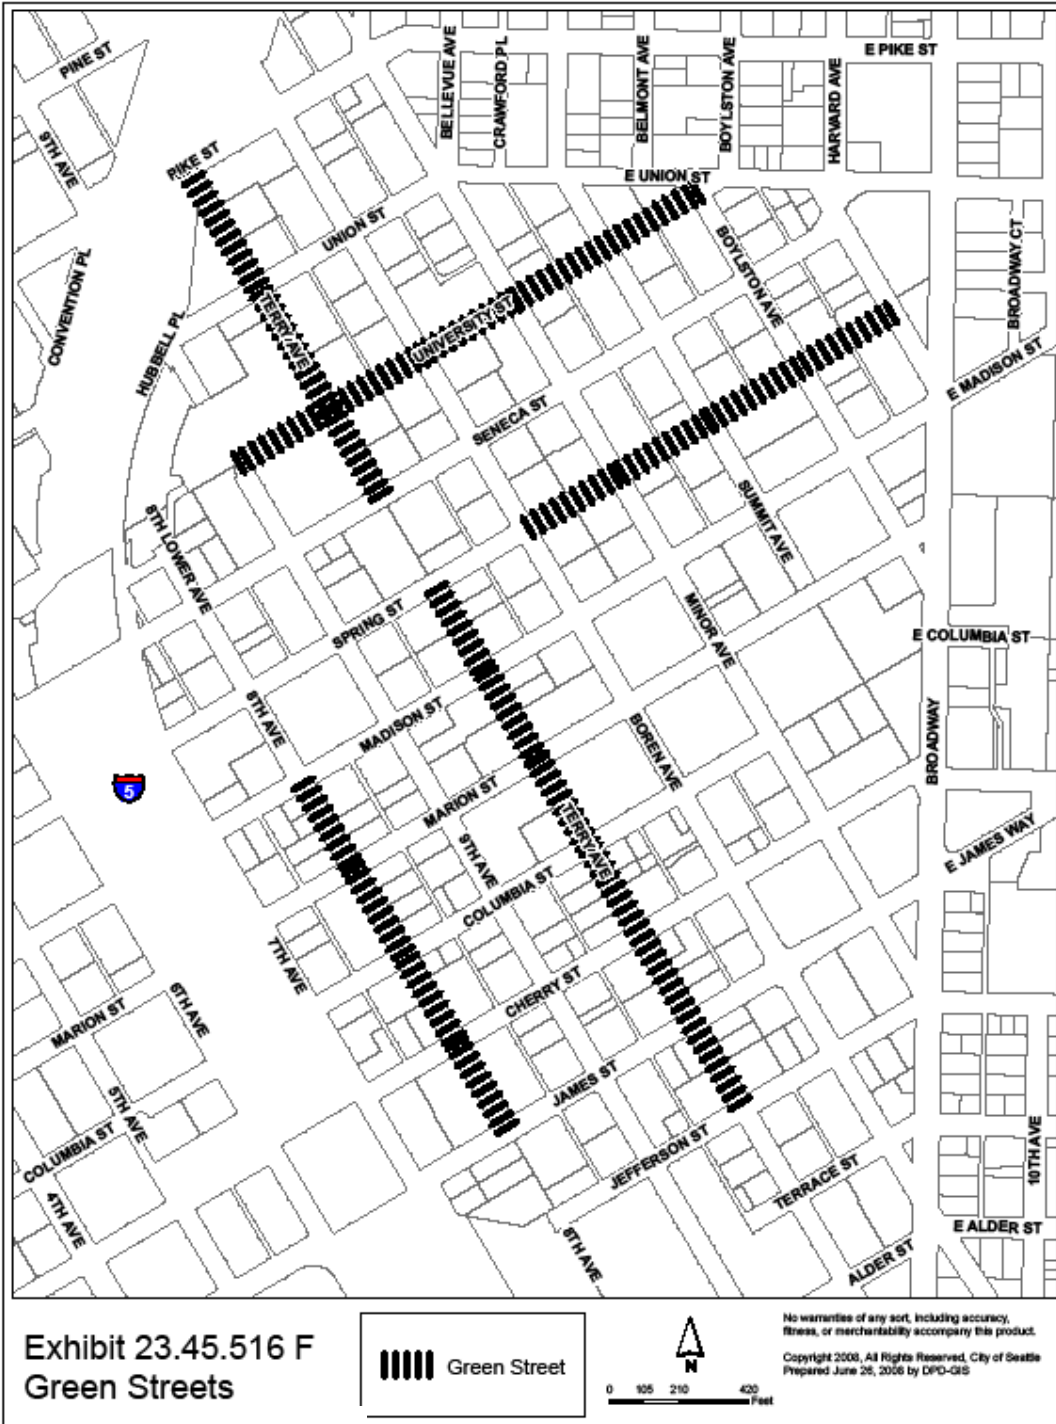 PINE ST
9TH AVE
PIKE ST
BELLEVUE AVE
CRAWFORD PL
BELMONT AVE
BOYLSTON AVE
HARVARD AVE
E PIKE ST
E UNION ST
UNION ST
CONVENTION PL
HUBBELL PL
TERRY AVE
UNIVERSITY ST
BOYLSTON AVE
BROADWAY CT
E MADISON ST
SENECA ST
8TH LOWER AVE
SUMMIT AVE
SPRING ST
MINOR AVE
E COLUMBIA ST
8TH AVE
MADISON ST
BOREN AVE
BROADWAY
5
MARION ST
TERRY AVE
9TH AVE
E JAMES WAY
COLUMBIA ST
7TH AVE
CHERRY ST
6TH AVE
MARION ST
JAMES ST
5TH AVE
COLUMBIA ST
JEFFERSON ST
10TH AVE
TERRACE ST
4TH AVE
8TH AVE
E ALDER ST
ALDER ST
Exhibit 23.45.516 F
Green Streets
Green Street
N
0 105 210 420
Feet
No warranties of any sort, including accuracy,
fitness, or merchantability accompany this product.
Copyright 2008, All Rights Reserved, City of Seattle
Prepared June 26, 2008 by DPD-GIS